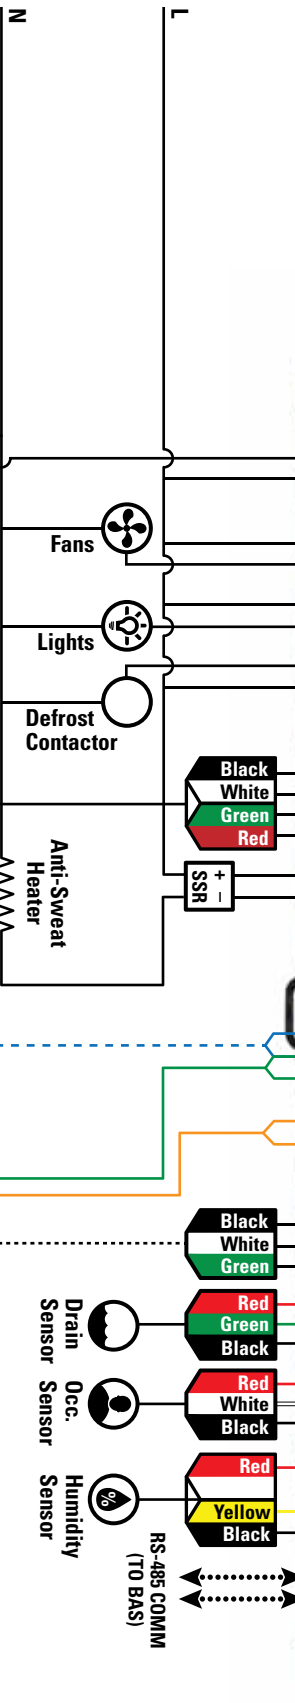 N
L
Fans
Lights
Defrost
Contactor
Black
White
Green
Red
Anti-Sweat
Heater
+ –
SSR
Black
White
Green
Red
Green
Black
Drain
Sensor
Red
White
Black
Occ.
Sensor
Red
Yellow
Black
%
Humidity
Sensor
RS-485 COMM
(TO BAS)